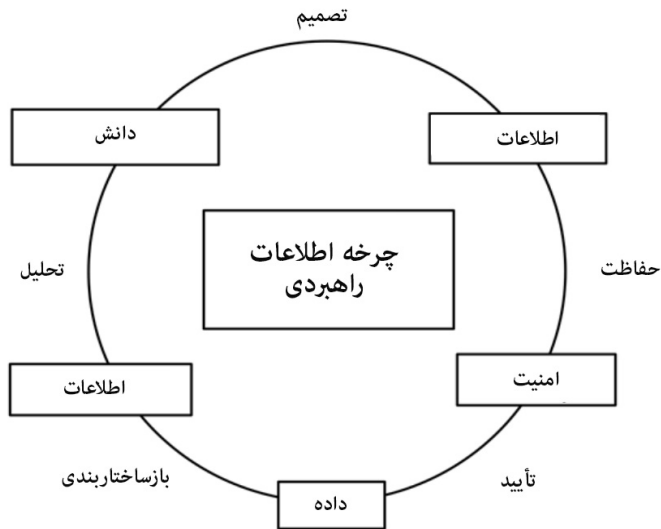 تصمیم
دانش
اطلاعات
چرخه اطلاعات
راهبردی
تحلیل
حفاظت
اطلاعات
امنیت
بازساختاربندی
تأیید
داده